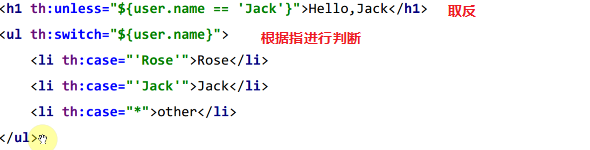 <h1 th:unless="${user.name == 'Jack'}">Hello,Jack</h1> 取反
<ul th:switch="${user.name}"> 根据指进行判断
<li th:case="'Rose'">Rose</li>
<li th:case="'Jack'">Jack</li>
<li th:case="*">other</li>
</ul>